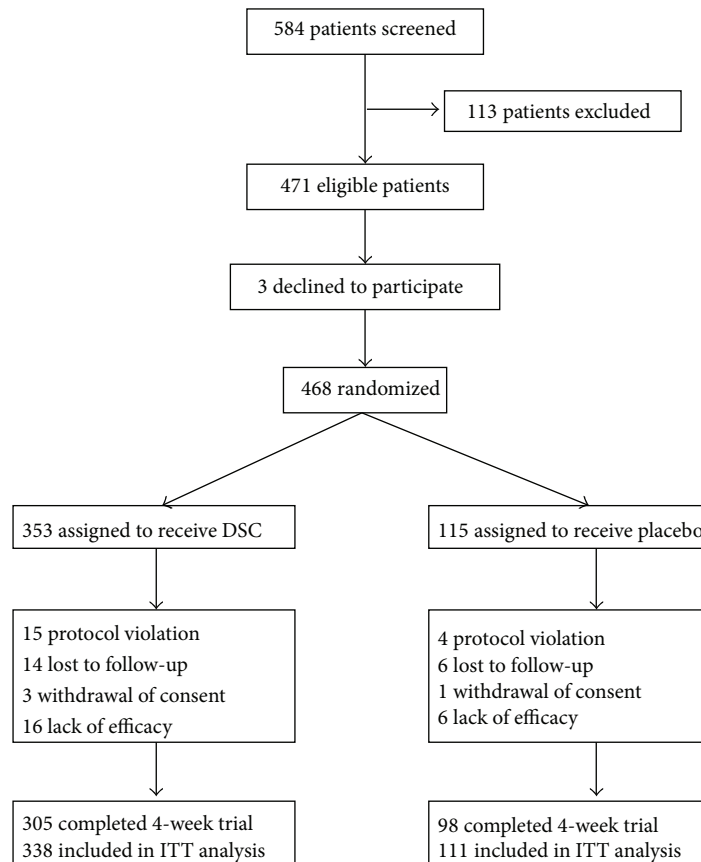 584 patients screened
113 patients excluded
471 eligible patients
3 declined to participate
468 randomized
353 assigned to receive DSC
115 assigned to receive placebo
15 protocol violation
14 lost to follow-up
3 withdrawal of consent
16 lack of efficacy
4 protocol violation
6 lost to follow-up
1 withdrawal of consent
6 lack of efficacy
305 completed 4-week trial
338 included in ITT analysis
98 completed 4-week trial
111 included in ITT analysis